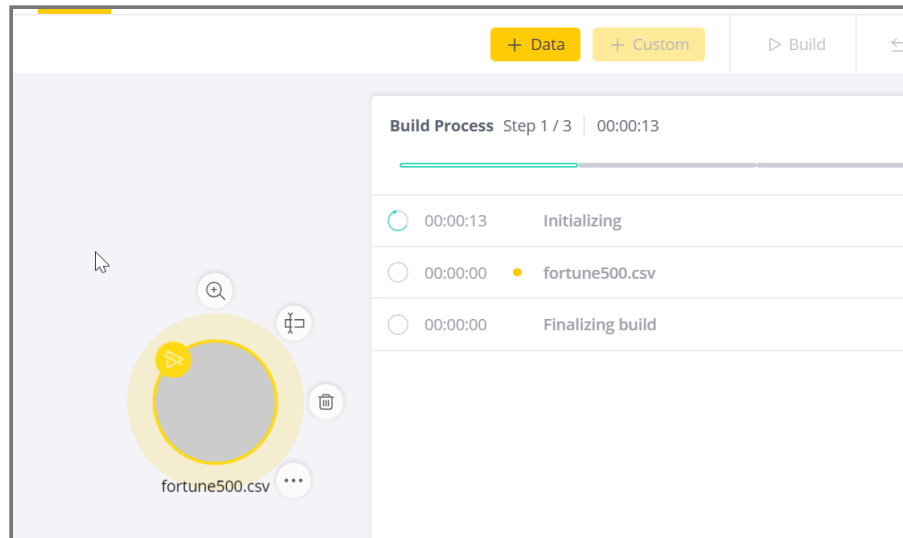 + Data
+ Custom
Build
Build Process Step 1 / 3 00:00:13
00:00:13 Initializing
00:00:00 fortune500.csv
00:00:00 Finalizing build
fortune500.csv